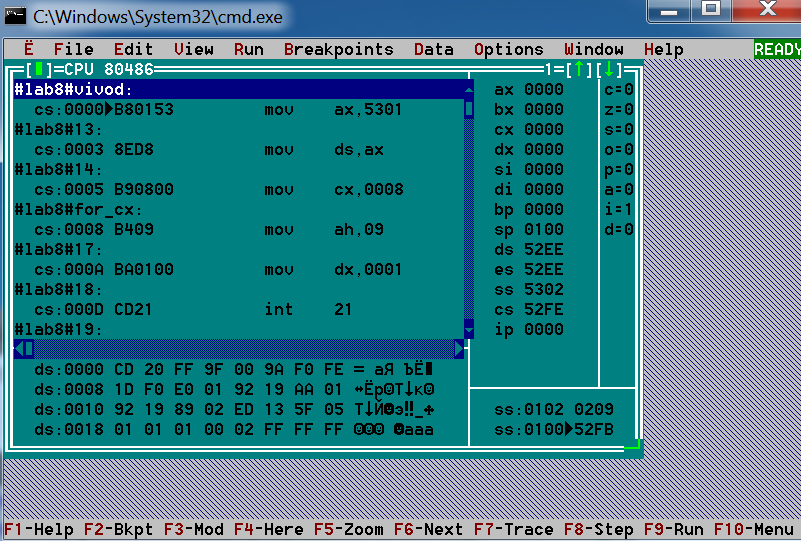 C:\Windows\System32\cmd.exe
Ë File Edit View Run Breakpoints Data Options Window Help READY
[▮]=CPU 80486 1=[↑][↓]
#lab8#vivod: ax 0000 c=0
cs:0000▶B80153 mov ax,5301 bx 0000 z=0
#lab8#13: cx 0000 s=0
cs:0003 8ED8 mov ds,ax dx 0000 o=0
#lab8#14: si 0000 p=0
cs:0005 B90800 mov cx,0008 di 0000 a=0
#lab8#for_cx: bp 0000 i=1
cs:0008 B409 mov ah,09 sp 0100 d=0
#lab8#17: ds 52EE
cs:000A BA0100 mov dx,0001 es 52EE
#lab8#18: ss 5302
cs:000D CD21 int 21 cs 52FE
#lab8#19: ip 0000
ds:0000 CD 20 FF 9F 00 9A F0 FE = аЯ ЪЁ■
ds:0008 1D F0 E0 01 92 19 AA 01 ↔Ёр☺Т↓к☺
ds:0010 92 19 89 02 ED 13 5F 05 Т↓Й☻э‼_♣ ss:0102 0209
ds:0018 01 01 01 00 02 FF FF FF ☺☺☺ ☻ааа ss:0100▶52FB
F1-Help F2-Bkpt F3-Mod F4-Here F5-Zoom F6-Next F7-Trace F8-Step F9-Run F10-Menu